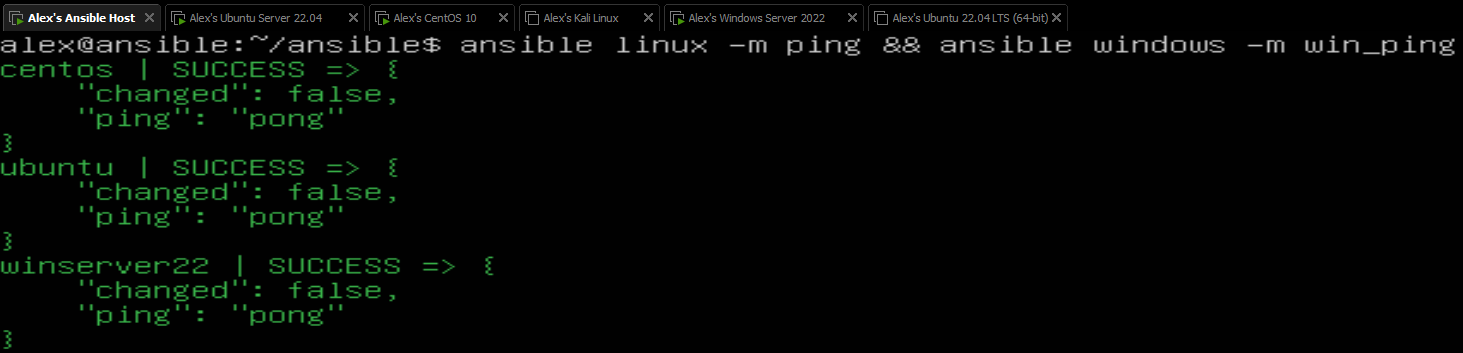 Alex's Ansible Host Alex's Ubuntu Server 22.04 Alex's CentOS 10 Alex's Kali Linux Alex's Windows Server 2022 Alex's Ubuntu 22.04 LTS (64-bit)
alex@ansible:~/ansible$ ansible linux -m ping && ansible windows -m win_ping
centos | SUCCESS => {
    "changed": false,
    "ping": "pong"
}
ubuntu | SUCCESS => {
    "changed": false,
    "ping": "pong"
}
winserver22 | SUCCESS => {
    "changed": false,
    "ping": "pong"
}